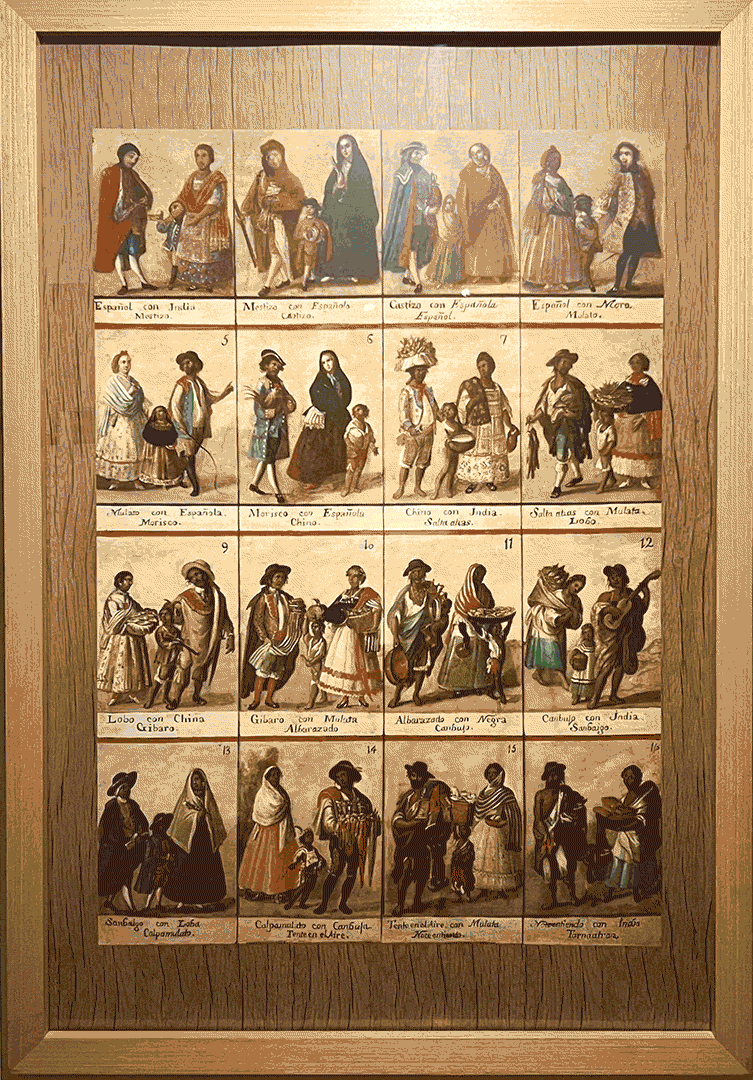 Español con India
Mestizo.
Mestizo con Española
Castizo.
Castizo con Española
Español.
Español con Negra
Mulato.
5
Mulato con Española.
Morisco.
6
Morisco con Española
Chino.
7
Chino con India.
Salta atras.
Salta atras con Mulata
Lobo.
9
Lobo con China
Gibaro.
10
Gibaro con Mulata
Albarazado
11
Albarazado con Negra
Canbujo
12
Canbujo con India
Sanbaigo.
13
Sanbaigo con Loba
Calpamulato.
14
Calpamulato con Canbuja
Tente en el Aire.
15
Tente en el Aire, con Mulata
Noteentiendo.
16
Noteentiendo con India
Tornaatras